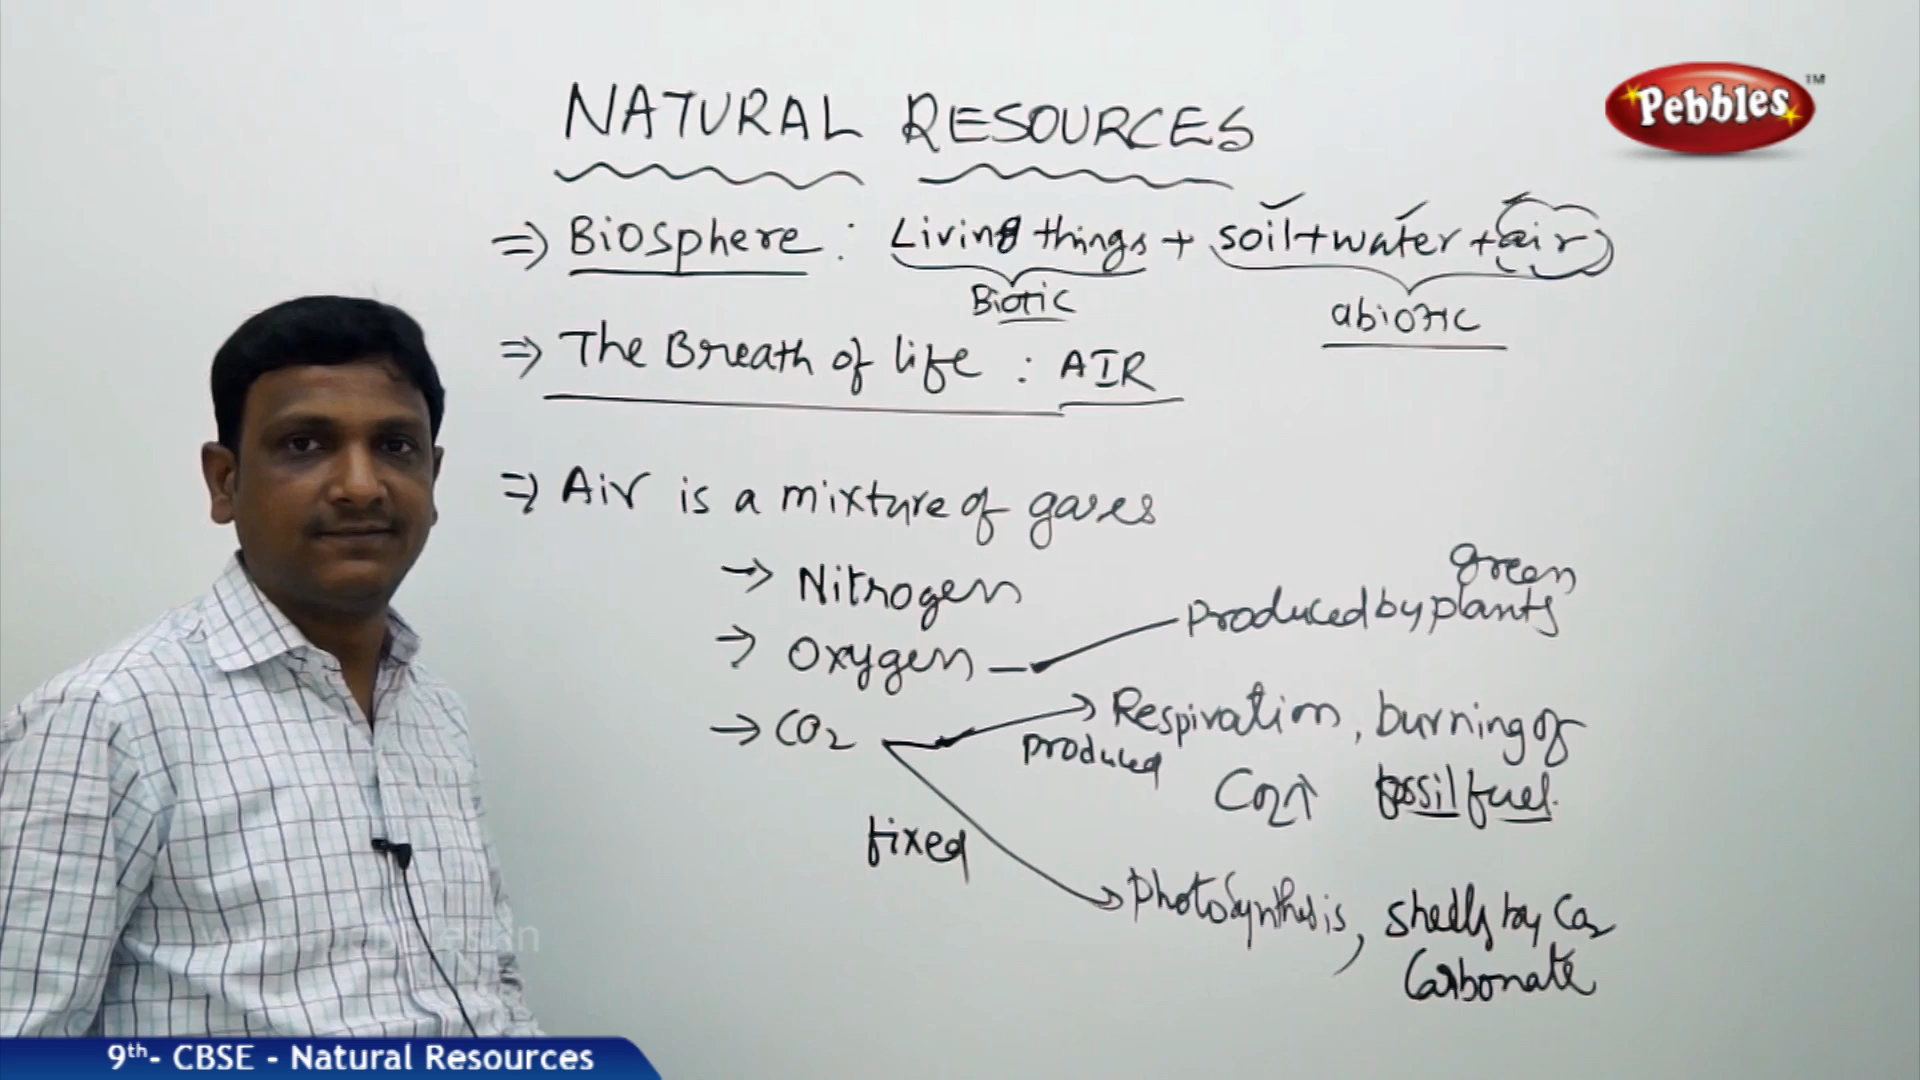 NATURAL RESOURCES
Pebbles™
⇒ Biosphere : Living things + soil + water + air
Biotic
abiotic
⇒ The Breath of life : AIR
⇒ Air is a mixture of gases
→ Nitrogen
green
→ Oxygen — Produced by plants
→ CO2
produced
Respiration, burning of
CO2↑ fossil fuel.
fixed
Photosynthesis, shells by Ca
Carbonate
9th- CBSE - Natural Resources